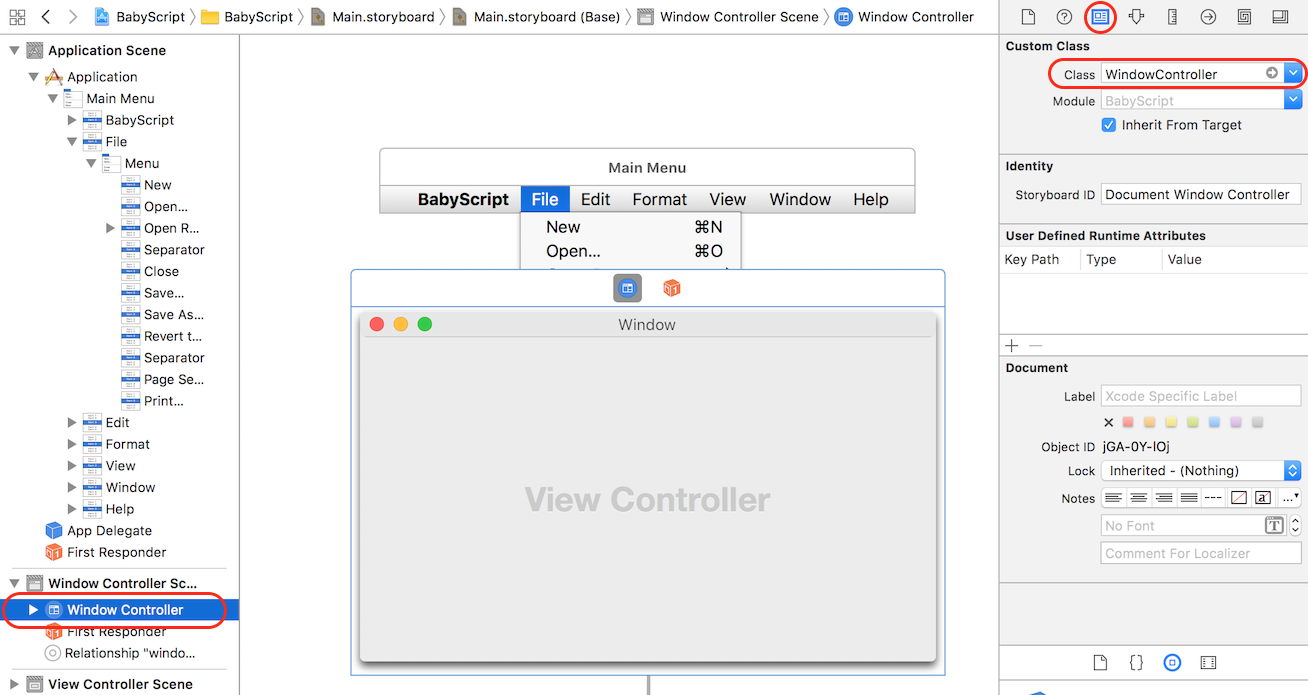 BabyScript BabyScript Main.storyboard Main.storyboard (Base) Window Controller Scene Window Controller
Application Scene
Application
Main Menu
BabyScript
File
Menu
New
Open...
Open R...
Separator
Close
Save...
Save As...
Revert t...
Separator
Page Se...
Print...
Edit
Format
View
Window
Help
App Delegate
First Responder
Window Controller Sc...
Window Controller
First Responder
Relationship "windo...
View Controller Scene
Main Menu
BabyScript File Edit Format View Window Help
New ⌘N
Open... ⌘O
Window
View Controller
Custom Class
Class WindowController
Module BabyScript
Inherit From Target
Identity
Storyboard ID Document Window Controller
User Defined Runtime Attributes
Key Path Type Value
Document
Label Xcode Specific Label
Object ID jGA-0Y-IOj
Lock Inherited - (Nothing)
Notes
No Font
Comment For Localizer